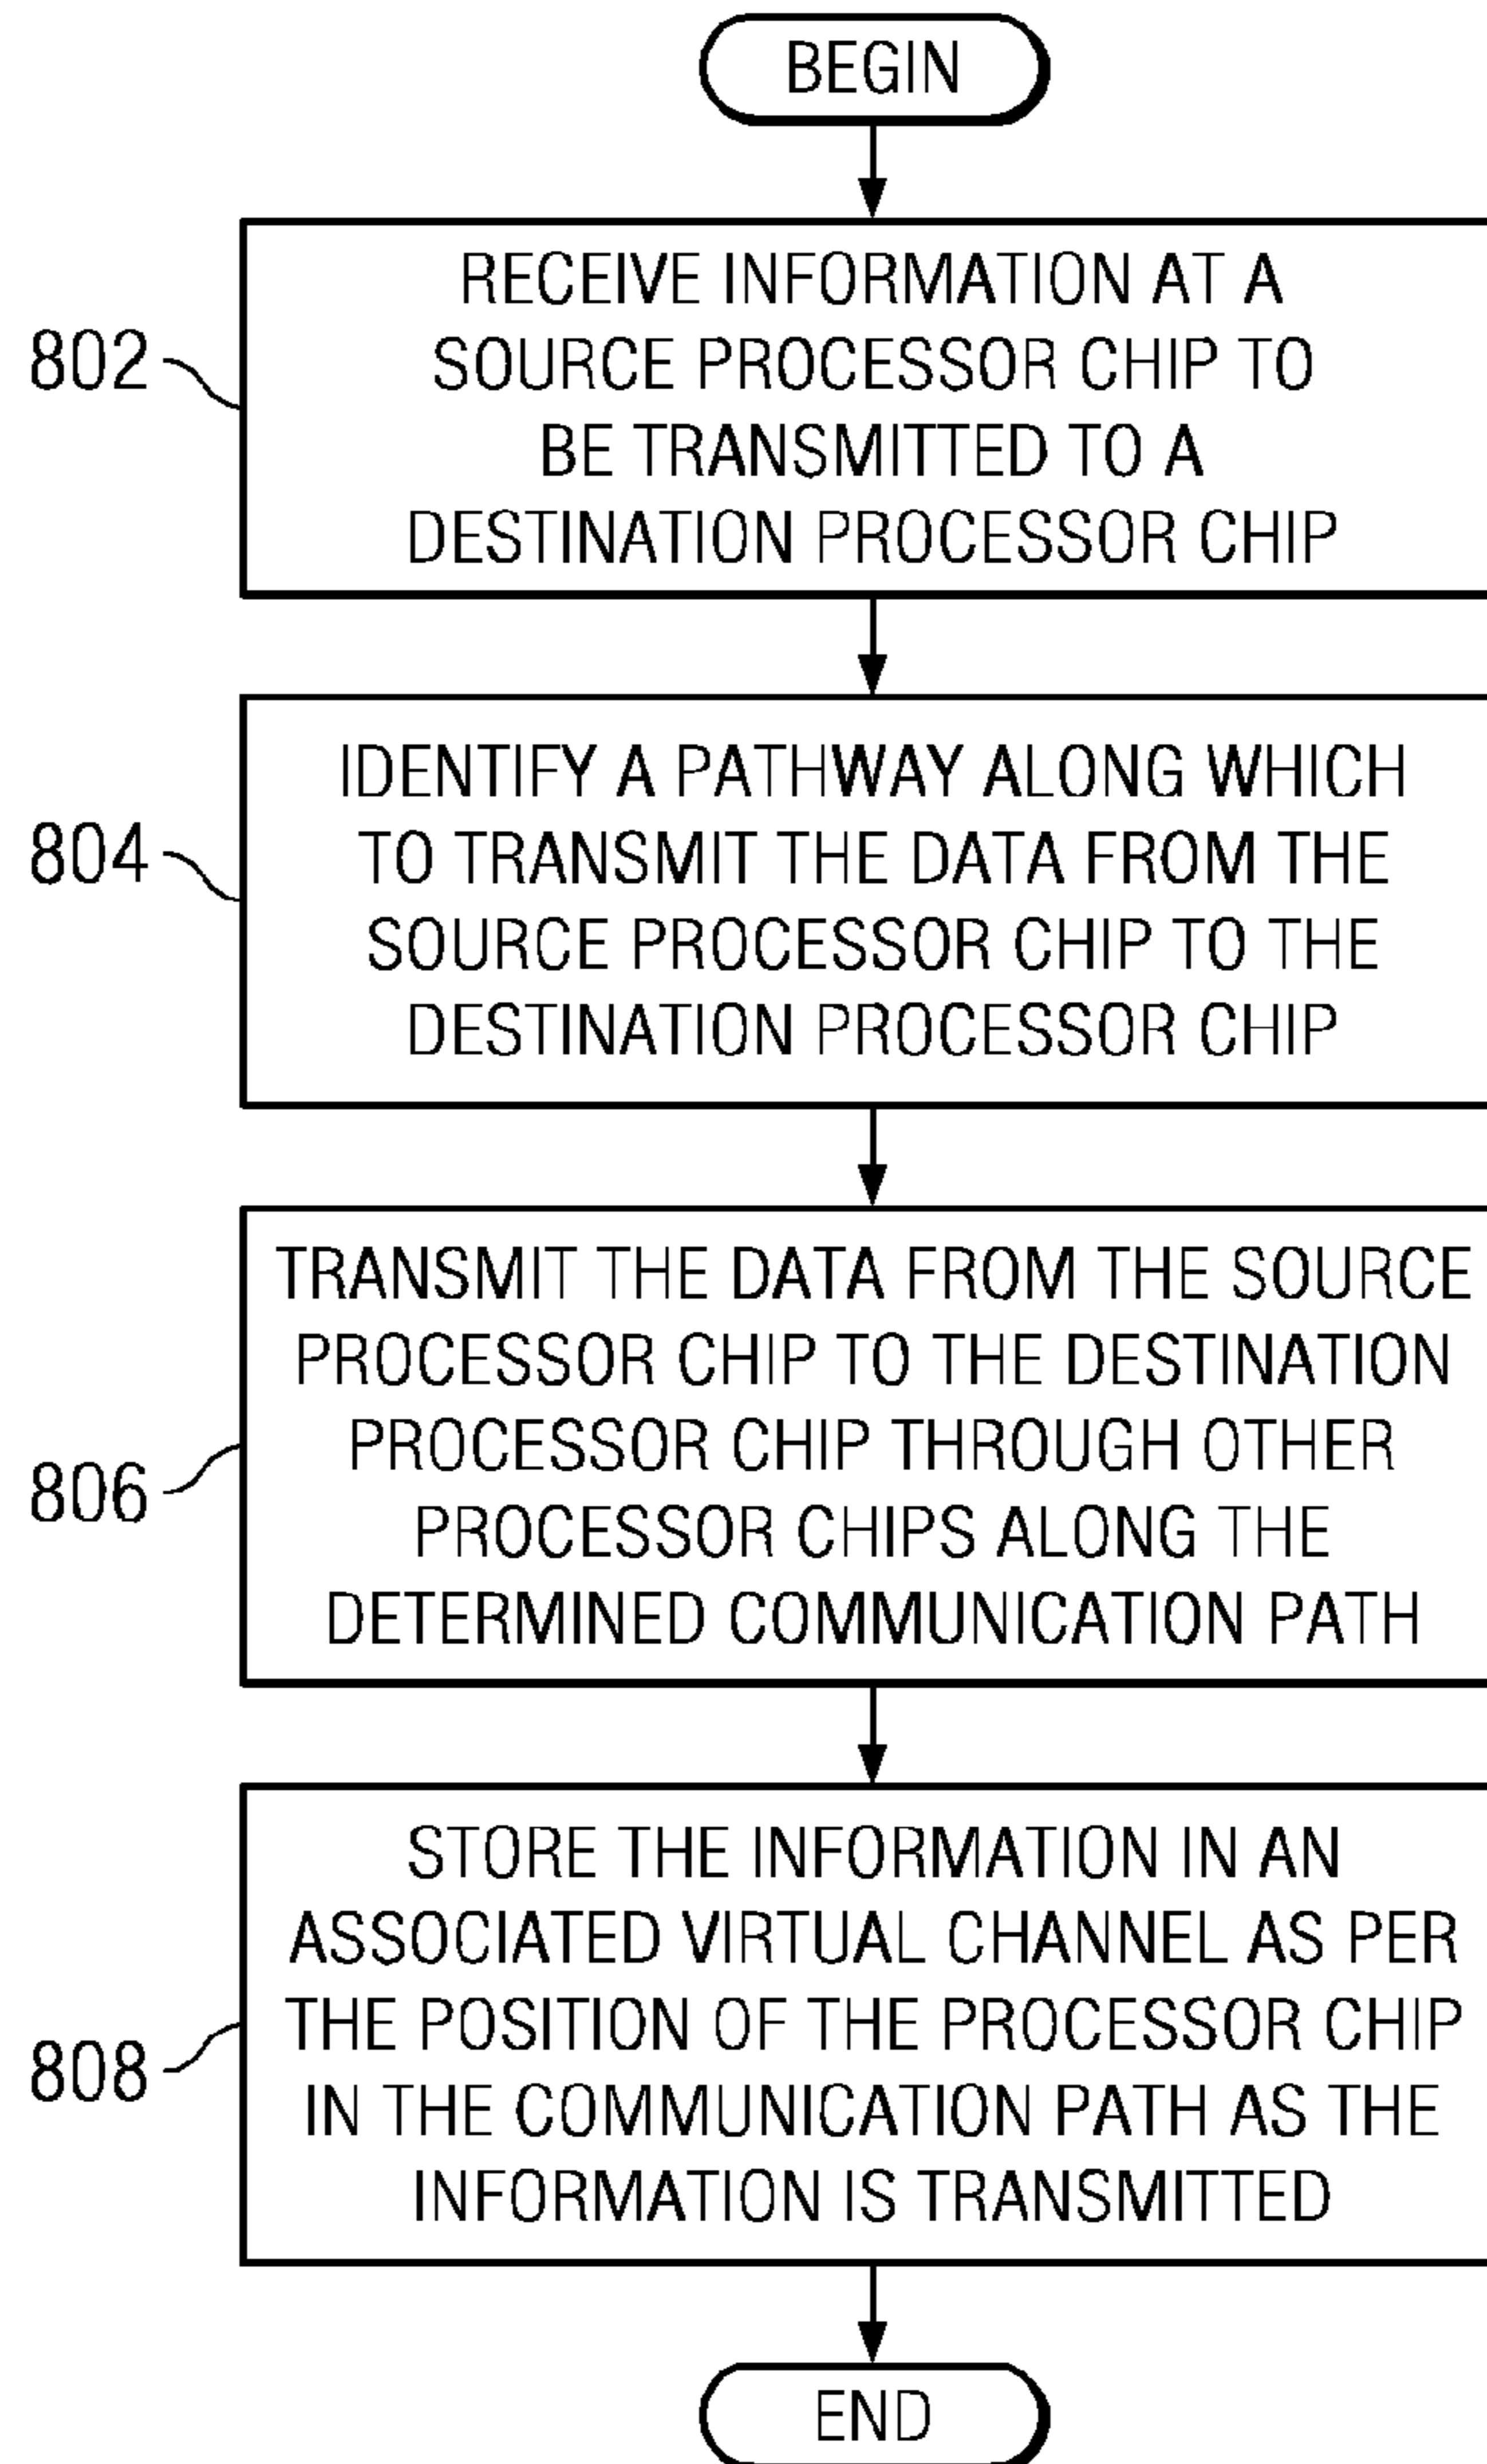 BEGIN
802
RECEIVE INFORMATION AT A
SOURCE PROCESSOR CHIP TO
BE TRANSMITTED TO A
DESTINATION PROCESSOR CHIP
804
IDENTIFY A PATHWAY ALONG WHICH
TO TRANSMIT THE DATA FROM THE
SOURCE PROCESSOR CHIP TO THE
DESTINATION PROCESSOR CHIP
806
TRANSMIT THE DATA FROM THE SOURCE
PROCESSOR CHIP TO THE DESTINATION
PROCESSOR CHIP THROUGH OTHER
PROCESSOR CHIPS ALONG THE
DETERMINED COMMUNICATION PATH
808
STORE THE INFORMATION IN AN
ASSOCIATED VIRTUAL CHANNEL AS PER
THE POSITION OF THE PROCESSOR CHIP
IN THE COMMUNICATION PATH AS THE
INFORMATION IS TRANSMITTED
END